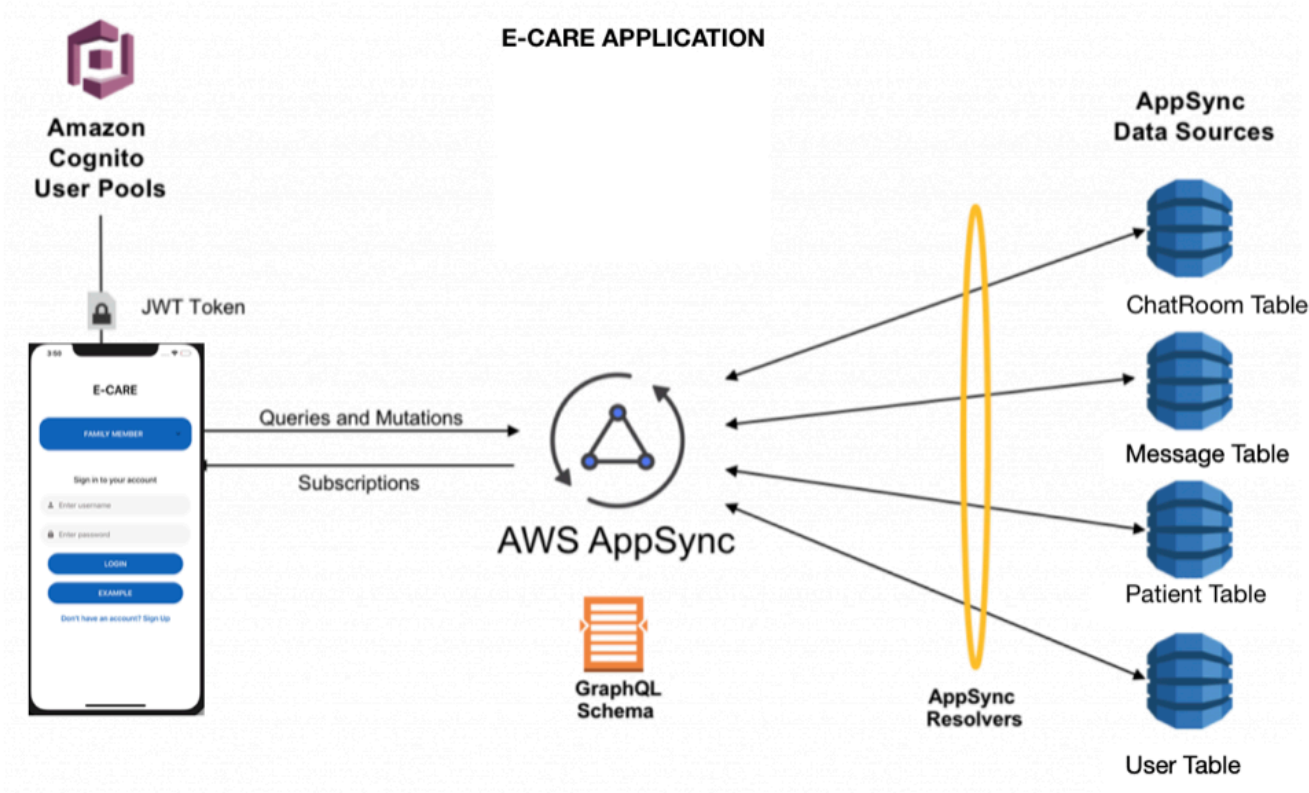 E-CARE APPLICATION
Amazon
Cognito
User Pools
JWT Token
3:50
E-CARE
FAMILY MEMBER
Sign in to your account
Enter username
Enter password
LOGIN
EXAMPLE
Don't have an account? Sign Up
Queries and Mutations
Subscriptions
AWS AppSync
GraphQL
Schema
AppSync
Resolvers
AppSync
Data Sources
ChatRoom Table
Message Table
Patient Table
User Table